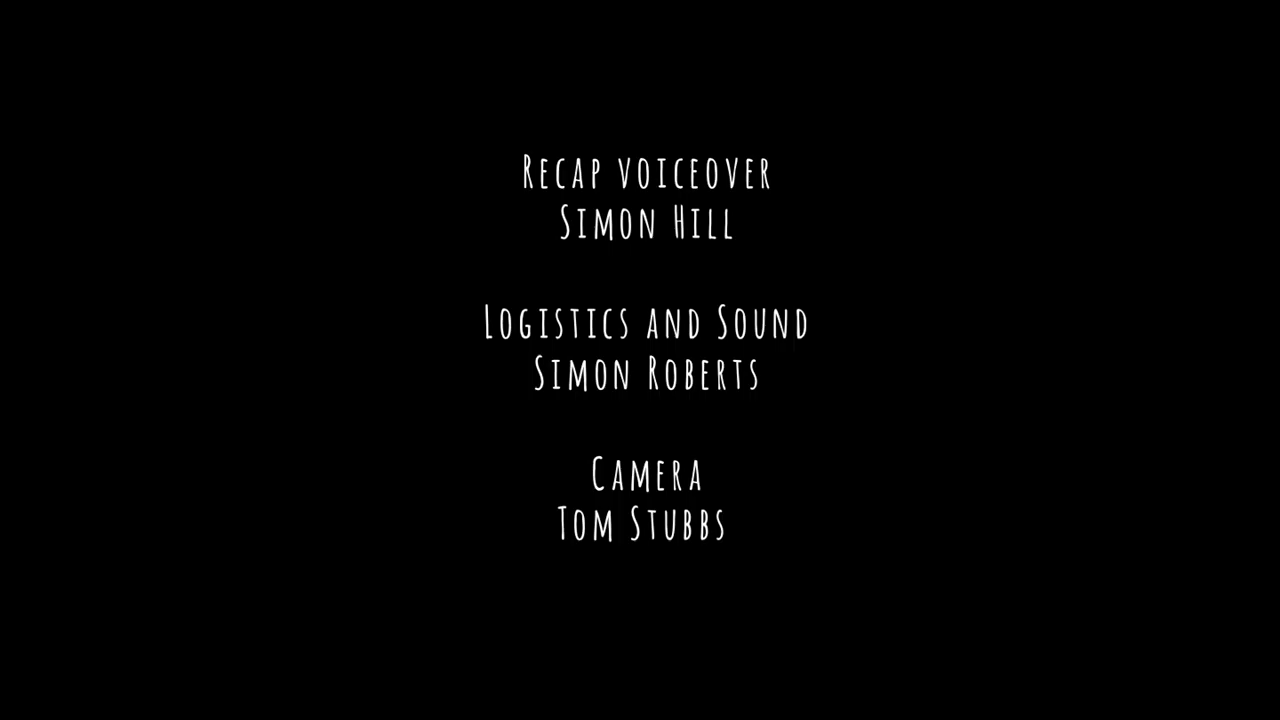 Recap voiceover
Simon Hill
Logistics and Sound
Simon Roberts
Camera
Tom Stubbs